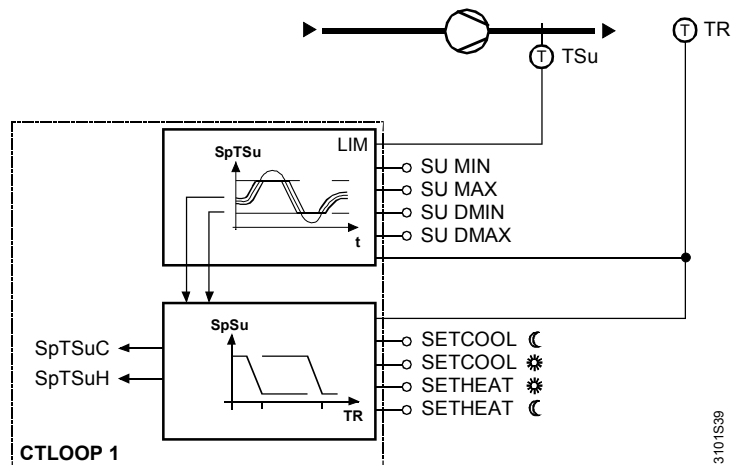 T TR
T TSu
LIM
SpTSu
t
SU MIN
SU MAX
SU DMIN
SU DMAX
SpSu
TR
SETCOOL
SETCOOL
SETHEAT
SETHEAT
SpTSuC
SpTSuH
CTLOOP 1
3101S39